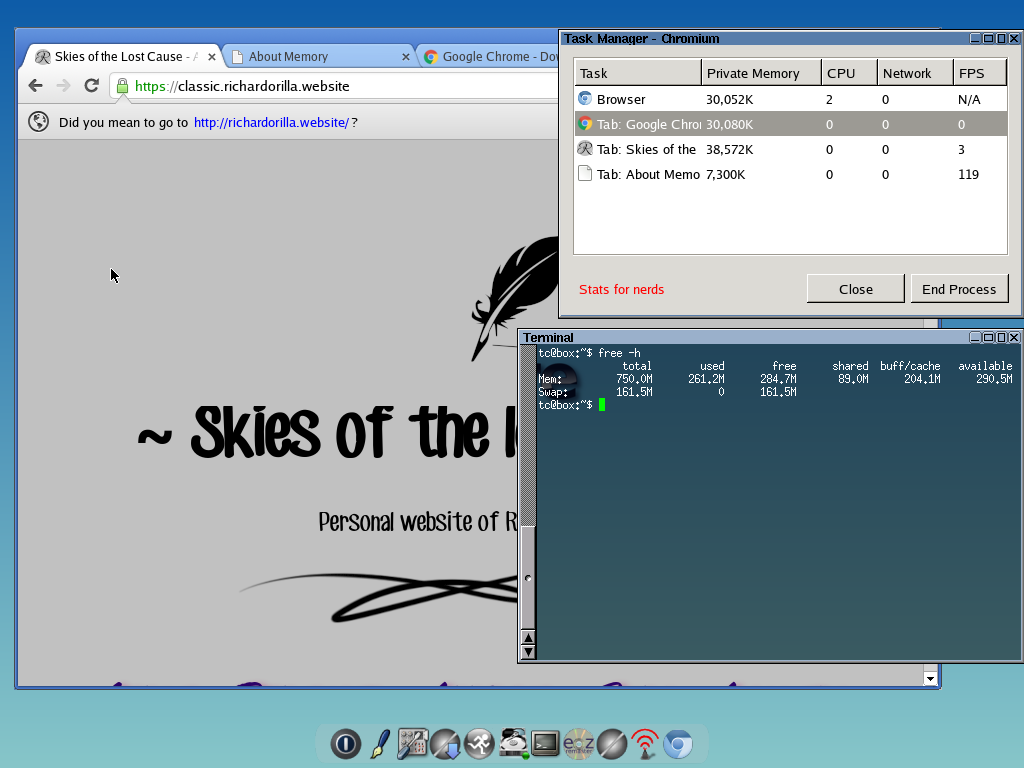 Skies of the Lost Cause - A
About Memory
Google Chrome - Dow
https://classic.richardorilla.website
Did you mean to go to http://richardorilla.website/ ?
~ Skies of the l
Personal website of R
Task Manager - Chromium
Task Private Memory CPU Network FPS
Browser 30,052K 2 0 N/A
Tab: Google Chro 30,080K 0 0 0
Tab: Skies of the 38,572K 0 0 3
Tab: About Memo 7,300K 0 0 119
Stats for nerds
Close
End Process
Terminal
tc@box:~$ free -h
total used free shared buff/cache available
Mem: 750.0M 261.2M 284.7M 89.0M 204.1M 290.5M
Swap: 161.5M 0 161.5M
tc@box:~$
ezremaster